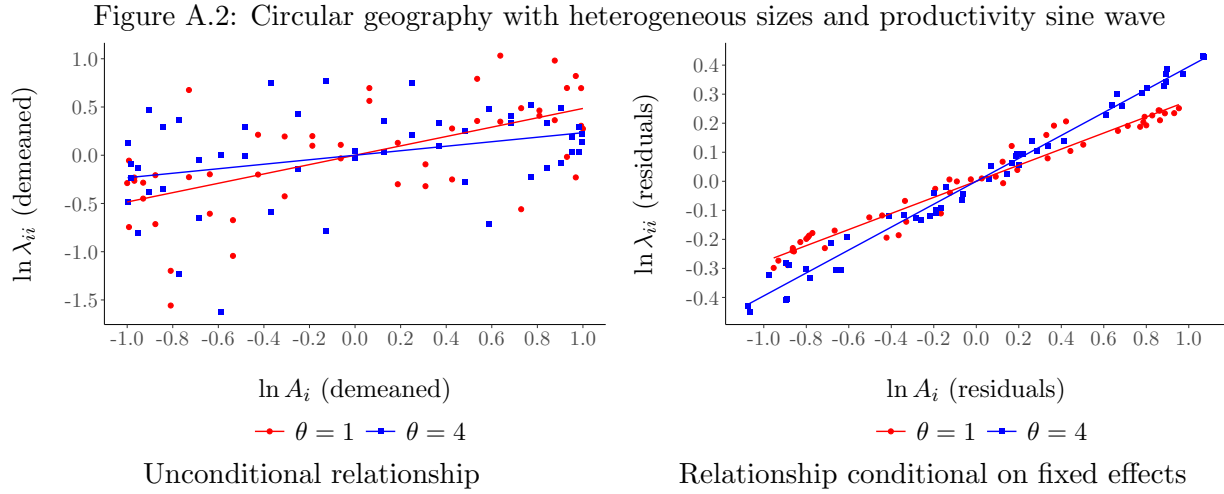 Figure A.2: Circular geography with heterogeneous sizes and productivity sine wave
ln λii (demeaned)
1.0
0.5
0.0
-0.5
-1.0
-1.5
-1.0 -0.8 -0.6 -0.4 -0.2 0.0 0.2 0.4 0.6 0.8 1.0
ln Ai (demeaned)
θ = 1 θ = 4
Unconditional relationship
ln λii (residuals)
0.4
0.3
0.2
0.1
0.0
-0.1
-0.2
-0.3
-0.4
-1.0 -0.8 -0.6 -0.4 -0.2 0.0 0.2 0.4 0.6 0.8 1.0
ln Ai (residuals)
θ = 1 θ = 4
Relationship conditional on fixed effects